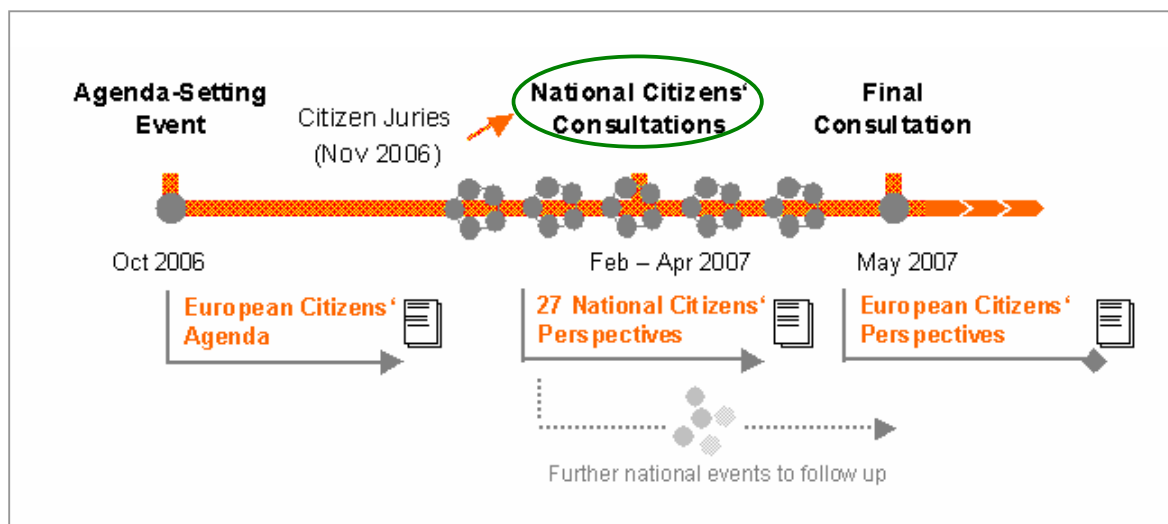 Agenda-Setting
Event
Citizen Juries
(Nov 2006)
National Citizens‘
Consultations
Final
Consultation
Oct 2006
Feb – Apr 2007
May 2007
European Citizens‘
Agenda
27 National Citizens‘
Perspectives
European Citizens‘
Perspectives
Further national events to follow up